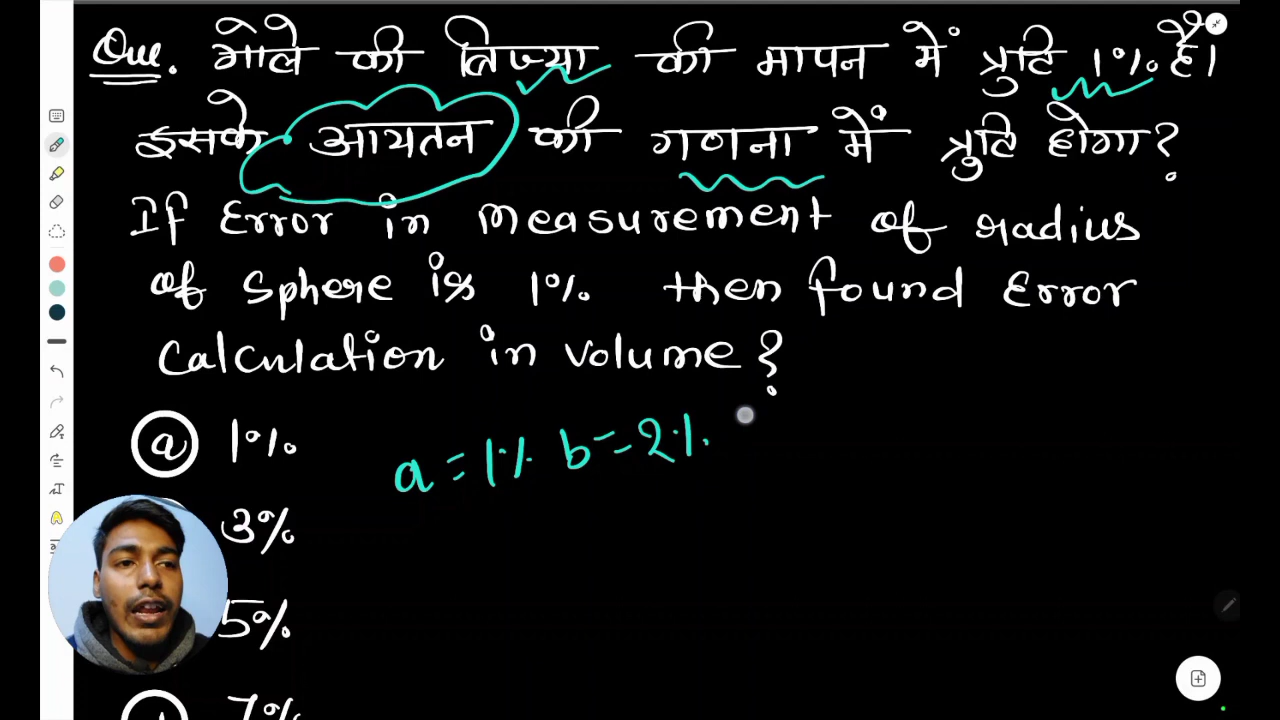 Que. गोले की त्रिज्या की मापन में त्रुटि 1% है।
इसके आयतन की गणना में त्रुटि होगा?
If Error in measurement of radius
of sphere is 1% then found Error
Calculation in volume?
a 1%
a = 1% b = 2%
3%
5%
d 7%